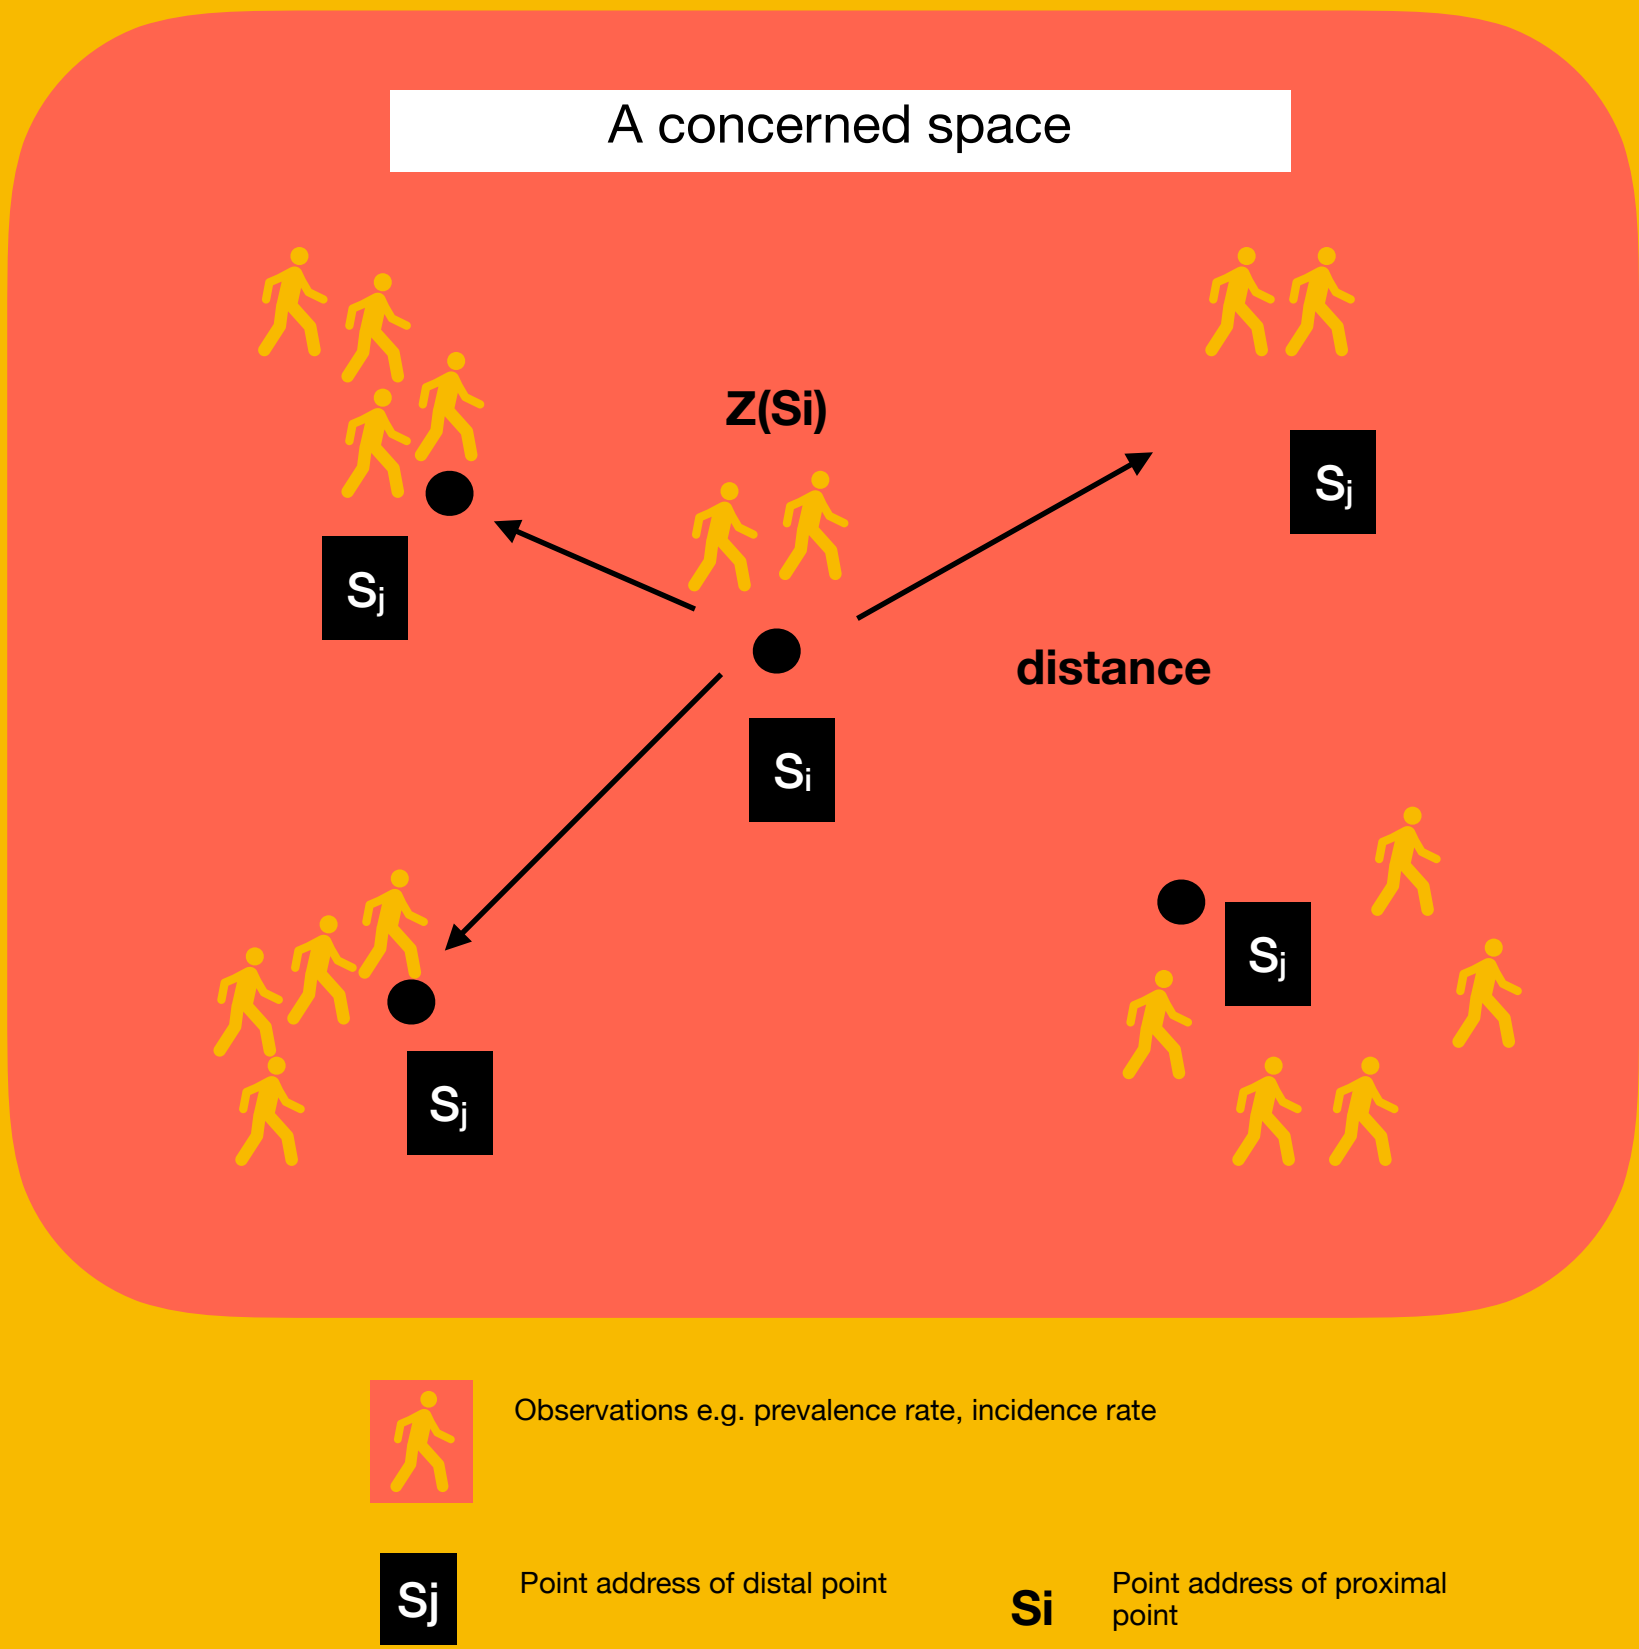 A concerned space
Z(Si)
Sj
Sj
distance
Si
Sj
Sj
Observations e.g. prevalence rate, incidence rate
Sj
Point address of distal point
Si
Point address of proximal
point